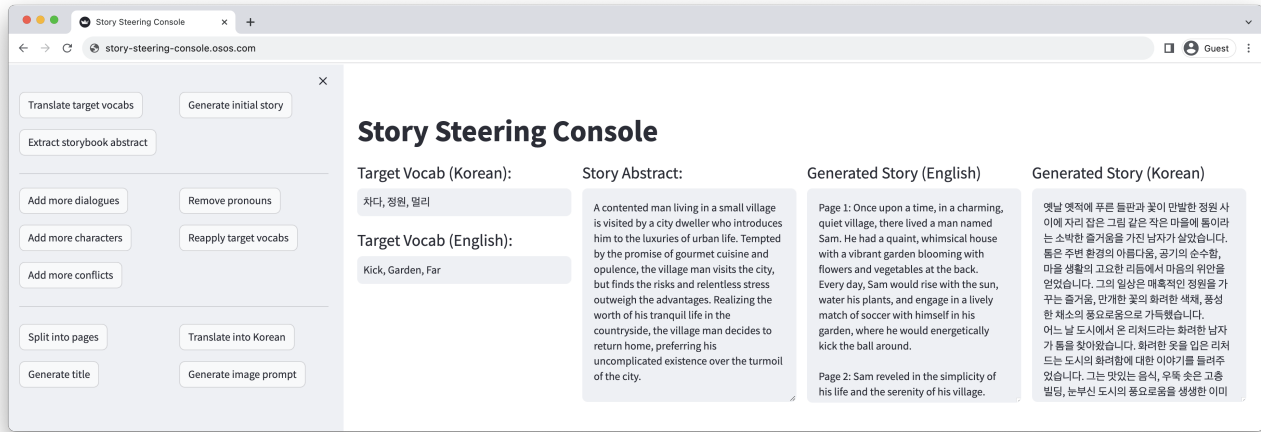 Story Steering Console
story-steering-console.osos.com
Guest
Translate target vocabs
Generate initial story
Extract storybook abstract
Add more dialogues
Remove pronouns
Add more characters
Reapply target vocabs
Add more conflicts
Split into pages
Translate into Korean
Generate title
Generate image prompt
Story Steering Console
Target Vocab (Korean):
차다, 정원, 멀리
Target Vocab (English):
Kick, Garden, Far
Story Abstract:
A contented man living in a small village
is visited by a city dweller who introduces
him to the luxuries of urban life. Tempted
by the promise of gourmet cuisine and
opulence, the village man visits the city,
but finds the risks and relentless stress
outweigh the advantages. Realizing the
worth of his tranquil life in the
countryside, the village man decides to
return home, preferring his
uncomplicated existence over the turmoil
of the city.
Generated Story (English)
Page 1: Once upon a time, in a charming,
quiet village, there lived a man named
Sam. He had a quaint, whimsical house
with a vibrant garden blooming with
flowers and vegetables at the back.
Every day, Sam would rise with the sun,
water his plants, and engage in a lively
match of soccer with himself in his
garden, where he would energetically
kick the ball around.
Page 2: Sam reveled in the simplicity of
his life and the serenity of his village.
Generated Story (Korean)
옛날 옛적에 푸른 들판과 꽃이 만발한 정원 사
이에 자리 잡은 그림 같은 작은 마을에 톰이라
는 소박한 즐거움을 가진 남자가 살았습니다.
톰은 주변 환경의 아름다움, 공기의 순수함,
마을 생활의 고요한 리듬에서 마음의 위안을
얻었습니다. 그의 일상은 매혹적인 정원을 가
꾸는 즐거움, 만개한 꽃의 화려한 색채, 풍성
한 채소의 풍요로움으로 가득했습니다.
어느 날 도시에서 온 리처드라는 화려한 남자
가 톰을 찾아왔습니다. 화려한 옷을 입은 리처
드는 도시의 화려함에 대한 이야기를 들려주
었습니다. 그는 맛있는 음식, 우뚝 솟은 고층
빌딩, 눈부신 도시의 풍요로움을 생생한 이미